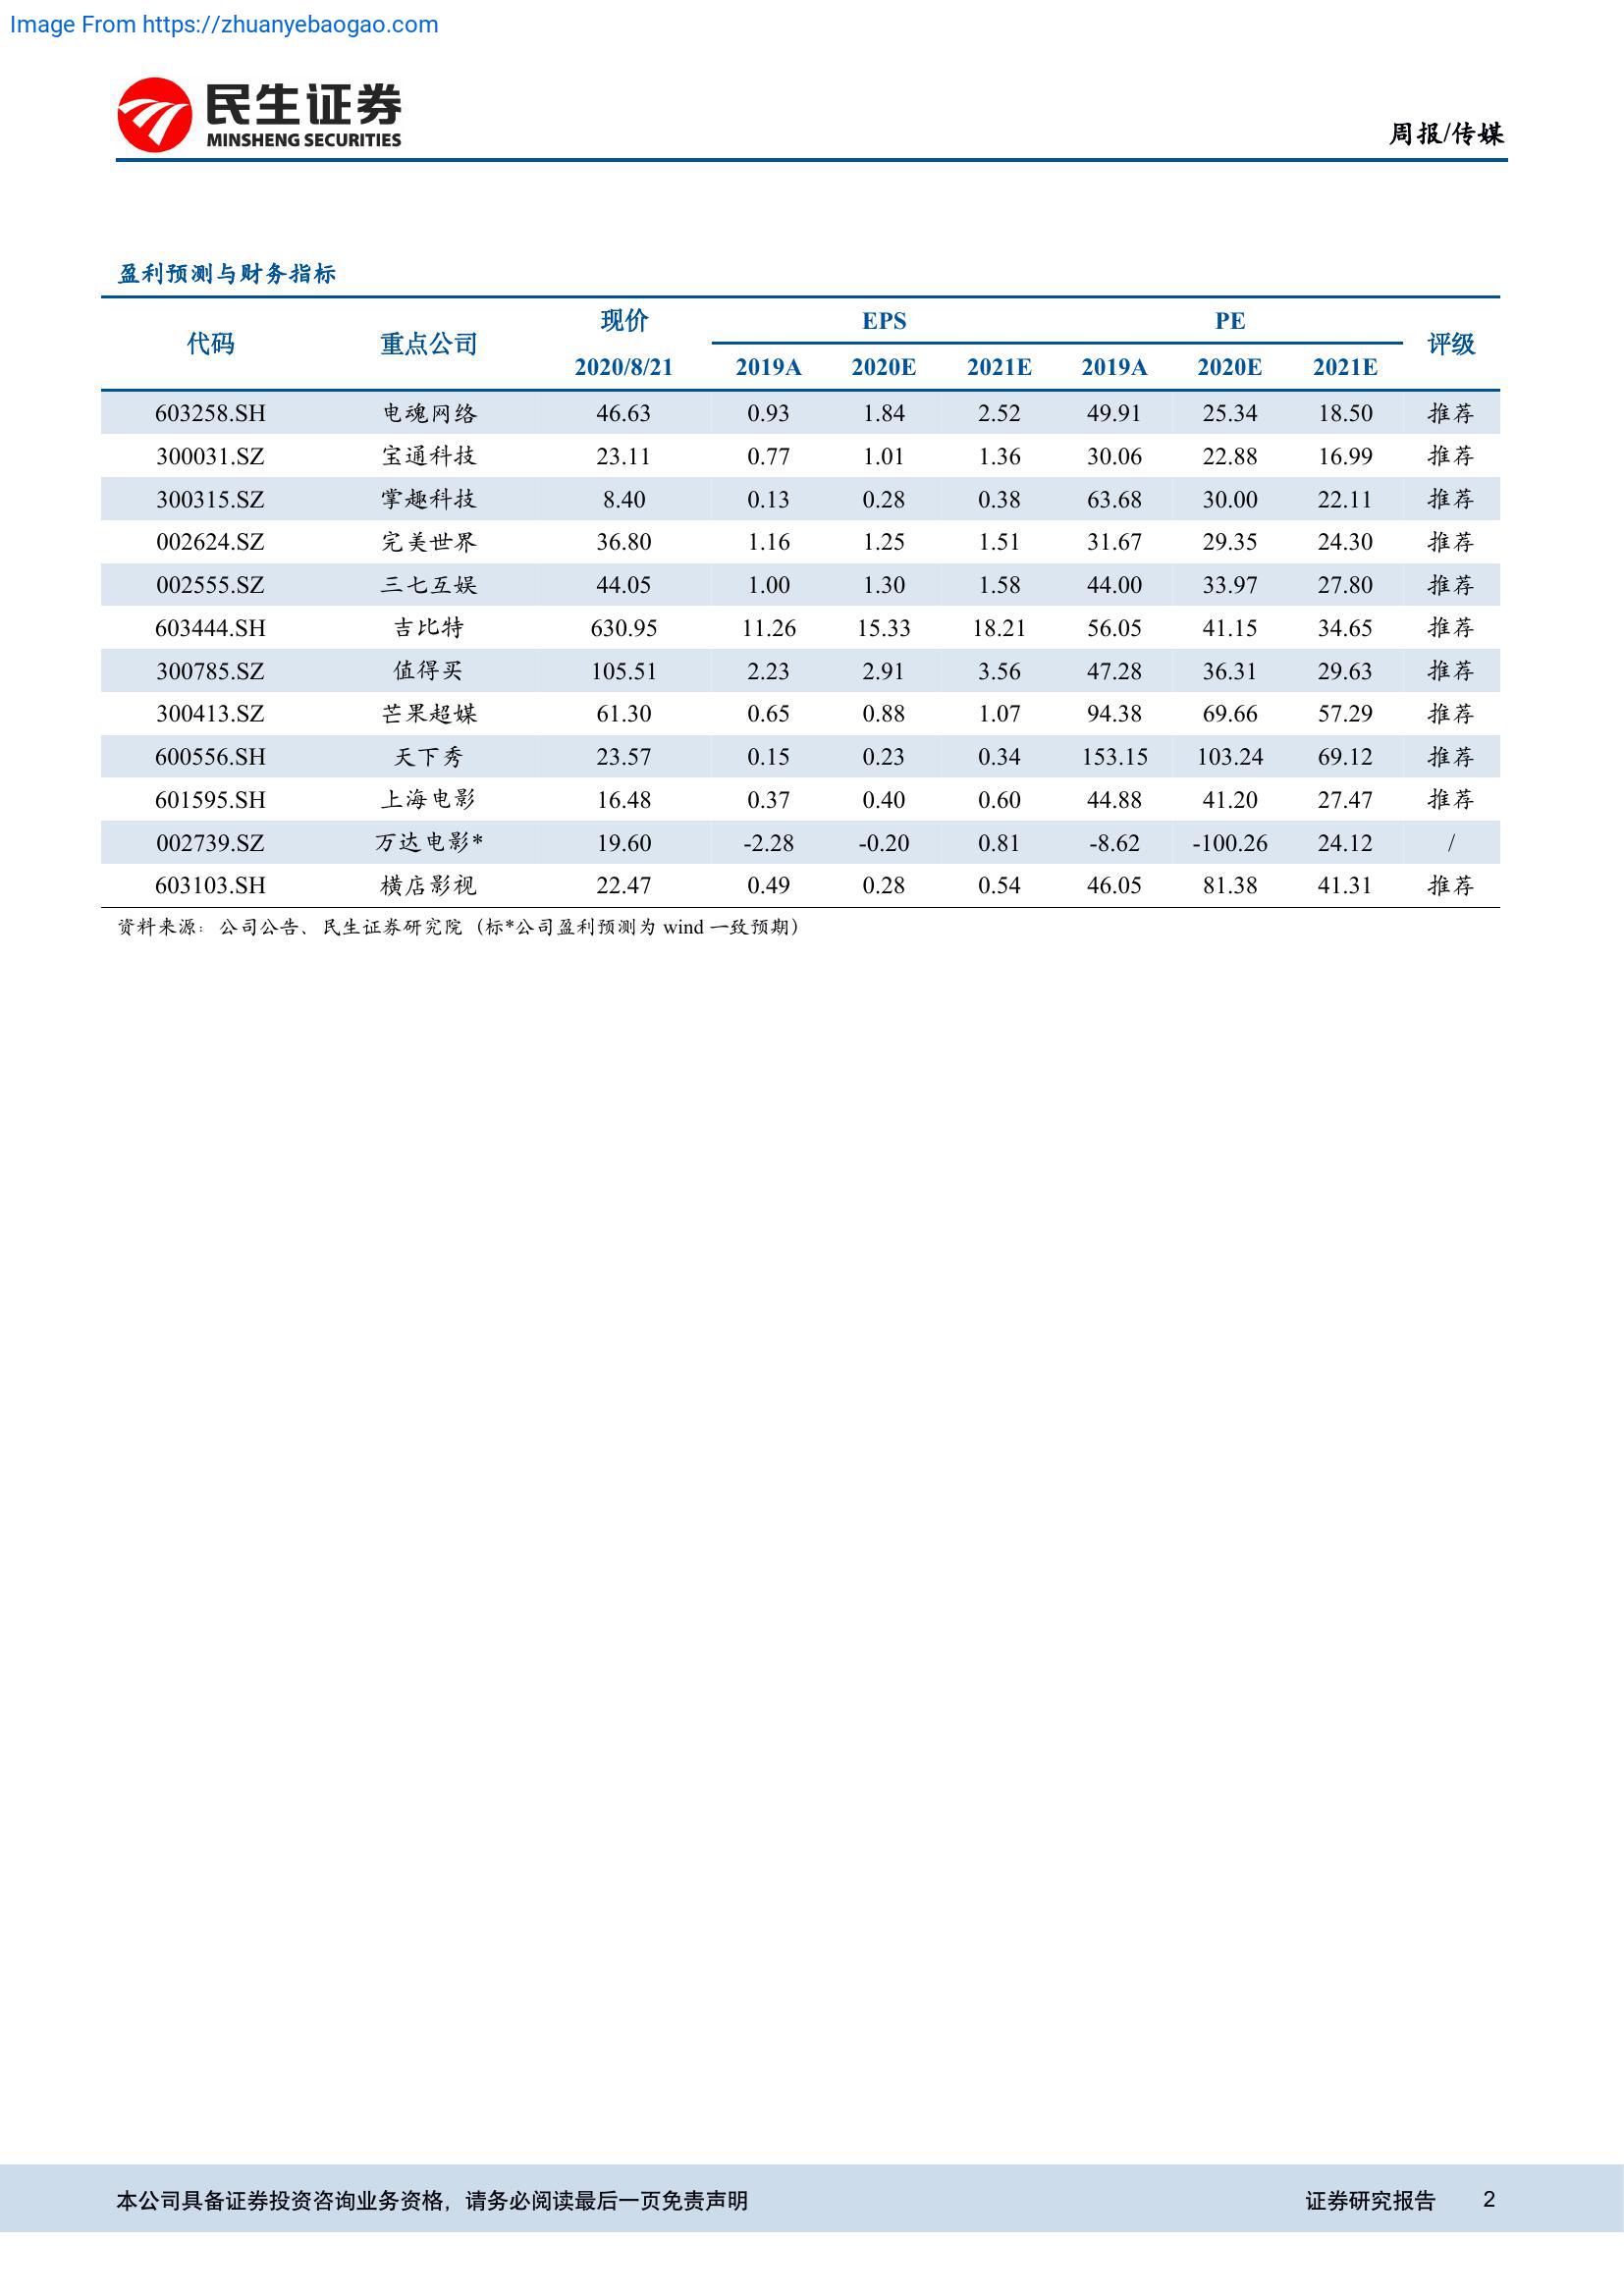 Image From https://zhuanyebaogao.com
民生证券
MINSHENG SECURITIES
周报/传媒
盈利预测与财务指标
代码 重点公司 现价 EPS PE 评级
2020/8/21 2019A 2020E 2021E 2019A 2020E 2021E
603258.SH 电魂网络 46.63 0.93 1.84 2.52 49.91 25.34 18.50 推荐
300031.SZ 宝通科技 23.11 0.77 1.01 1.36 30.06 22.88 16.99 推荐
300315.SZ 掌趣科技 8.40 0.13 0.28 0.38 63.68 30.00 22.11 推荐
002624.SZ 完美世界 36.80 1.16 1.25 1.51 31.67 29.35 24.30 推荐
002555.SZ 三七互娱 44.05 1.00 1.30 1.58 44.00 33.97 27.80 推荐
603444.SH 吉比特 630.95 11.26 15.33 18.21 56.05 41.15 34.65 推荐
300785.SZ 值得买 105.51 2.23 2.91 3.56 47.28 36.31 29.63 推荐
300413.SZ 芒果超媒 61.30 0.65 0.88 1.07 94.38 69.66 57.29 推荐
600556.SH 天下秀 23.57 0.15 0.23 0.34 153.15 103.24 69.12 推荐
601595.SH 上海电影 16.48 0.37 0.40 0.60 44.88 41.20 27.47 推荐
002739.SZ 万达电影* 19.60 -2.28 -0.20 0.81 -8.62 -100.26 24.12 /
603103.SH 横店影视 22.47 0.49 0.28 0.54 46.05 81.38 41.31 推荐
资料来源：公司公告、民生证券研究院（标*公司盈利预测为 wind 一致预期）
本公司具备证券投资咨询业务资格，请务必阅读最后一页免责声明 证券研究报告 2